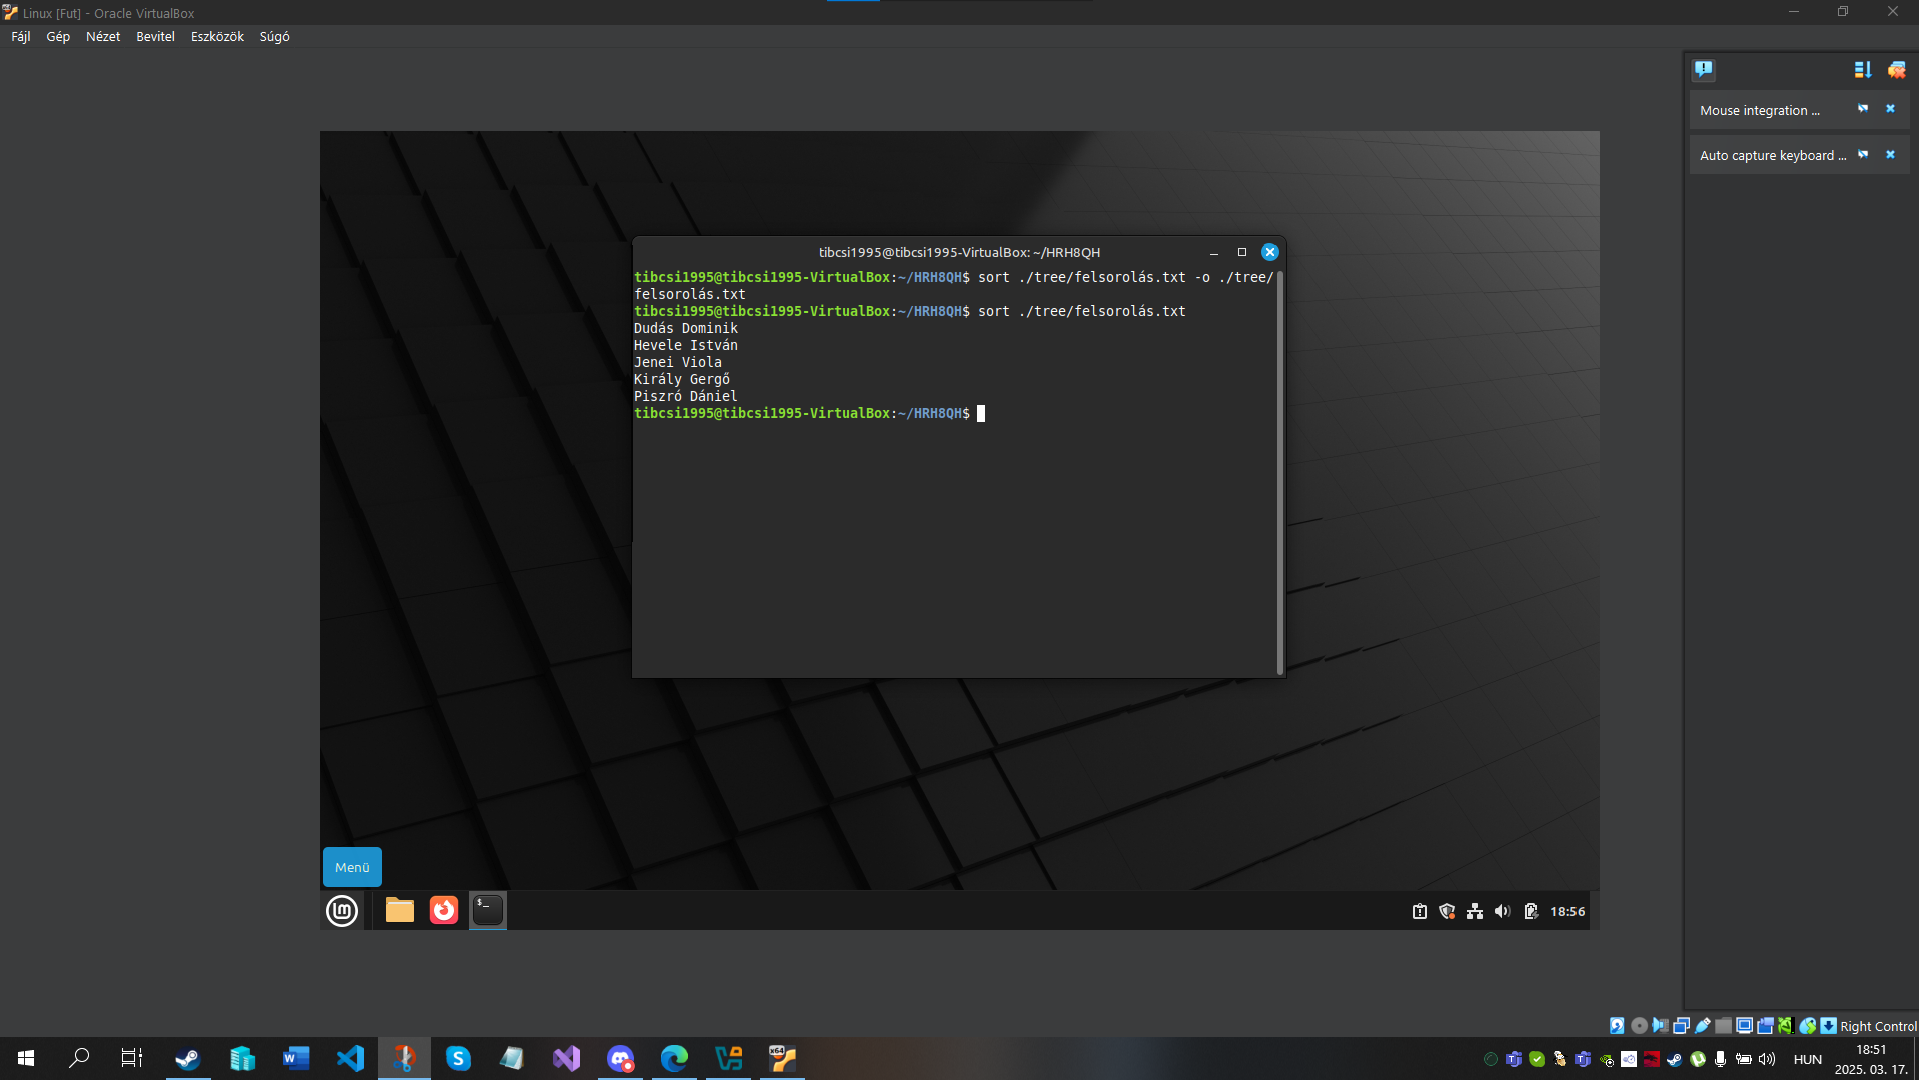 Linux [Fut] - Oracle VirtualBox
Fájl Gép Nézet Bevitel Eszközök Súgó
Mouse integration ...
Auto capture keyboard ...
tibcsi1995@tibcsi1995-VirtualBox: ~/HRH8QH
tibcsi1995@tibcsi1995-VirtualBox:~/HRH8QH$ sort ./tree/felsorolás.txt -o ./tree/
felsorolás.txt
tibcsi1995@tibcsi1995-VirtualBox:~/HRH8QH$ sort ./tree/felsorolás.txt
Dudás Dominik
Hevele István
Jenei Viola
Király Gergő
Piszró Dániel
tibcsi1995@tibcsi1995-VirtualBox:~/HRH8QH$
Menü
18:56
Right Control
HUN
18:51
2025. 03. 17.